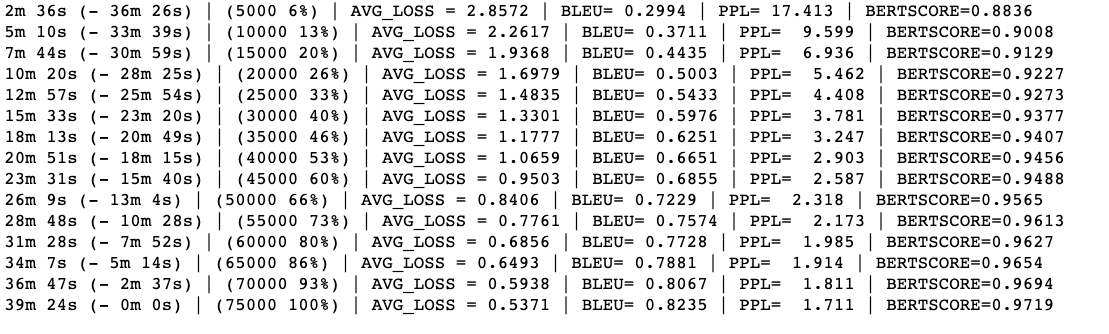 2m 36s (- 36m 26s) | (5000 6%) | AVG_LOSS = 2.8572 | BLEU= 0.2994 | PPL= 17.413 | BERTSCORE=0.8836
5m 10s (- 33m 39s) | (10000 13%) | AVG_LOSS = 2.2617 | BLEU= 0.3711 | PPL=  9.599 | BERTSCORE=0.9008
7m 44s (- 30m 59s) | (15000 20%) | AVG_LOSS = 1.9368 | BLEU= 0.4435 | PPL=  6.936 | BERTSCORE=0.9129
10m 20s (- 28m 25s) | (20000 26%) | AVG_LOSS = 1.6979 | BLEU= 0.5003 | PPL=  5.462 | BERTSCORE=0.9227
12m 57s (- 25m 54s) | (25000 33%) | AVG_LOSS = 1.4835 | BLEU= 0.5433 | PPL=  4.408 | BERTSCORE=0.9273
15m 33s (- 23m 20s) | (30000 40%) | AVG_LOSS = 1.3301 | BLEU= 0.5976 | PPL=  3.781 | BERTSCORE=0.9377
18m 13s (- 20m 49s) | (35000 46%) | AVG_LOSS = 1.1777 | BLEU= 0.6251 | PPL=  3.247 | BERTSCORE=0.9407
20m 51s (- 18m 15s) | (40000 53%) | AVG_LOSS = 1.0659 | BLEU= 0.6651 | PPL=  2.903 | BERTSCORE=0.9456
23m 31s (- 15m 40s) | (45000 60%) | AVG_LOSS = 0.9503 | BLEU= 0.6855 | PPL=  2.587 | BERTSCORE=0.9488
26m 9s (- 13m 4s) | (50000 66%) | AVG_LOSS = 0.8406 | BLEU= 0.7229 | PPL=  2.318 | BERTSCORE=0.9565
28m 48s (- 10m 28s) | (55000 73%) | AVG_LOSS = 0.7761 | BLEU= 0.7574 | PPL=  2.173 | BERTSCORE=0.9613
31m 28s (- 7m 52s) | (60000 80%) | AVG_LOSS = 0.6856 | BLEU= 0.7728 | PPL=  1.985 | BERTSCORE=0.9627
34m 7s (- 5m 14s) | (65000 86%) | AVG_LOSS = 0.6493 | BLEU= 0.7881 | PPL=  1.914 | BERTSCORE=0.9654
36m 47s (- 2m 37s) | (70000 93%) | AVG_LOSS = 0.5938 | BLEU= 0.8067 | PPL=  1.811 | BERTSCORE=0.9694
39m 24s (- 0m 0s) | (75000 100%) | AVG_LOSS = 0.5371 | BLEU= 0.8235 | PPL=  1.711 | BERTSCORE=0.9719